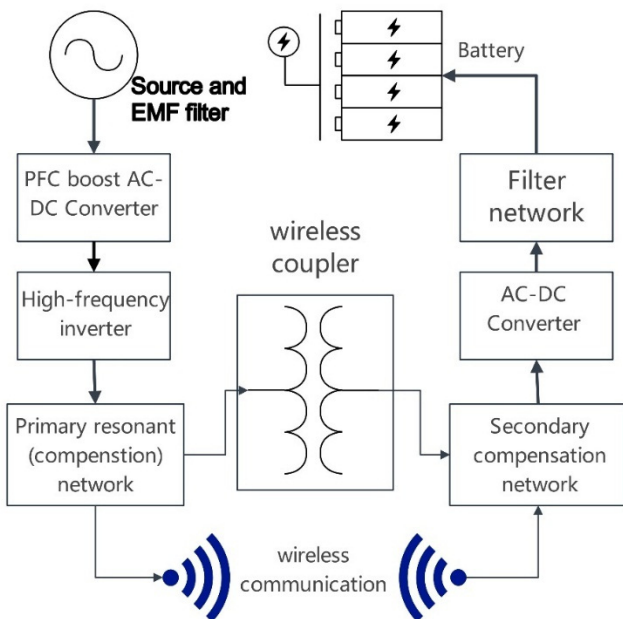 Source and
EMF filter
Battery
PFC boost AC-
DC Converter
Filter
network
wireless
coupler
High-frequency
inverter
AC-DC
Converter
Primary resonant
(compenstion)
network
Secondary
compensation
network
wireless
communication